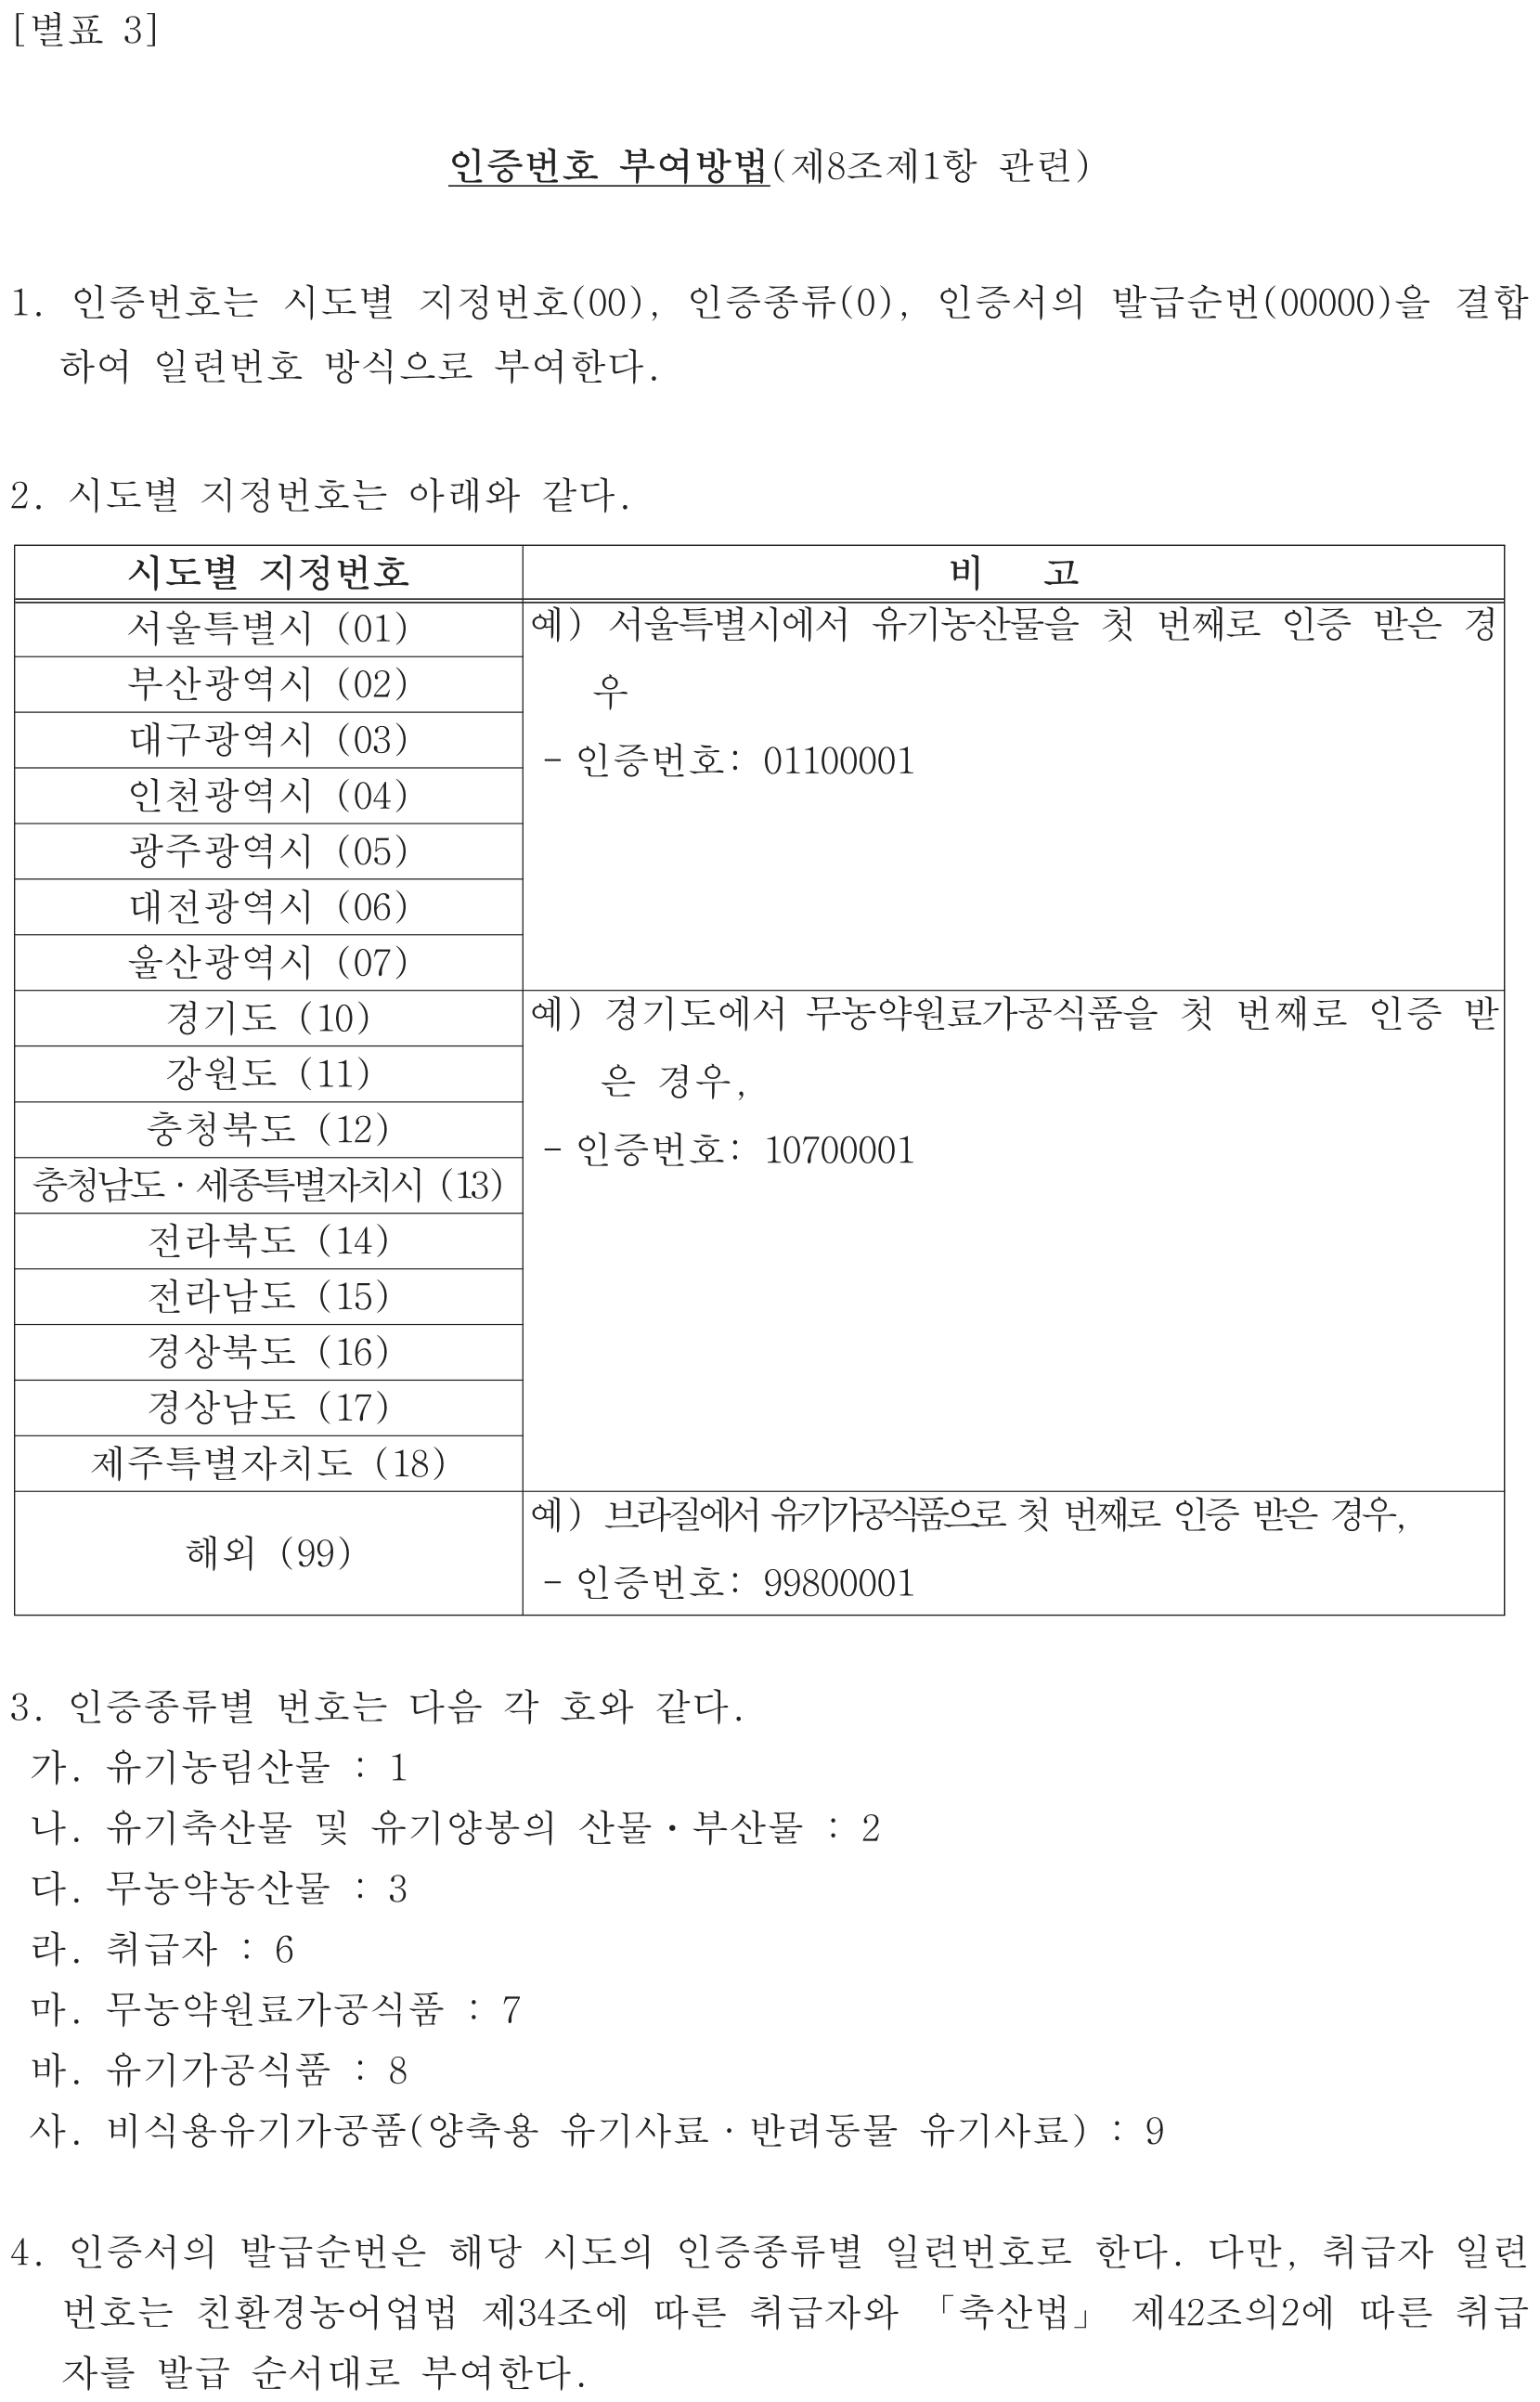 [별표 3]
인증번호 부여방법(제8조제1항 관련)
1. 인증번호는 시도별 지정번호(00), 인증종류(0), 인증서의 발급순번(00000)을 결합
하여 일련번호 방식으로 부여한다.
2. 시도별 지정번호는 아래와 같다.
시도별 지정번호
비 고
서울특별시 (01)
부산광역시 (02)
대구광역시 (03)
인천광역시 (04)
광주광역시 (05)
대전광역시 (06)
울산광역시 (07)
예) 서울특별시에서 유기농산물을 첫 번째로 인증 받은 경
우
- 인증번호: 01100001
경기도 (10)
강원도 (11)
충청북도 (12)
충청남도·세종특별자치시 (13)
전라북도 (14)
전라남도 (15)
경상북도 (16)
경상남도 (17)
제주특별자치도 (18)
예) 경기도에서 무농약원료가공식품을 첫 번째로 인증 받
은 경우,
- 인증번호: 10700001
해외 (99)
예) 브라질에서 유기가공식품으로 첫 번째로 인증 받은 경우,
- 인증번호: 99800001
3. 인증종류별 번호는 다음 각 호와 같다.
가. 유기농림산물 : 1
나. 유기축산물 및 유기양봉의 산물·부산물 : 2
다. 무농약농산물 : 3
라. 취급자 : 6
마. 무농약원료가공식품 : 7
바. 유기가공식품 : 8
사. 비식용유기가공품(양축용 유기사료·반려동물 유기사료) : 9
4. 인증서의 발급순번은 해당 시도의 인증종류별 일련번호로 한다. 다만, 취급자 일련
번호는 친환경농어업법 제34조에 따른 취급자와 「축산법」 제42조의2에 따른 취급
자를 발급 순서대로 부여한다.